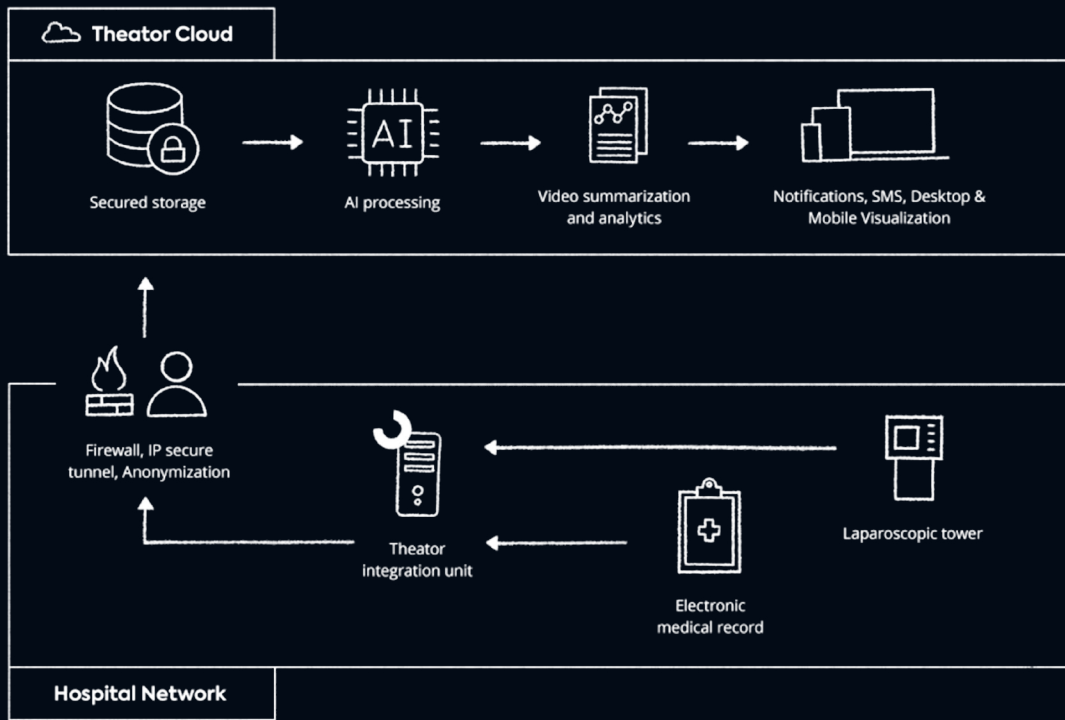 Theator Cloud
AI
Secured storage
AI processing
Video summarization
and analytics
Notifications, SMS, Desktop &
Mobile Visualization
Firewall, IP secure
tunnel, Anonymization
Theator
integration unit
Laparoscopic tower
Electronic
medical record
Hospital Network